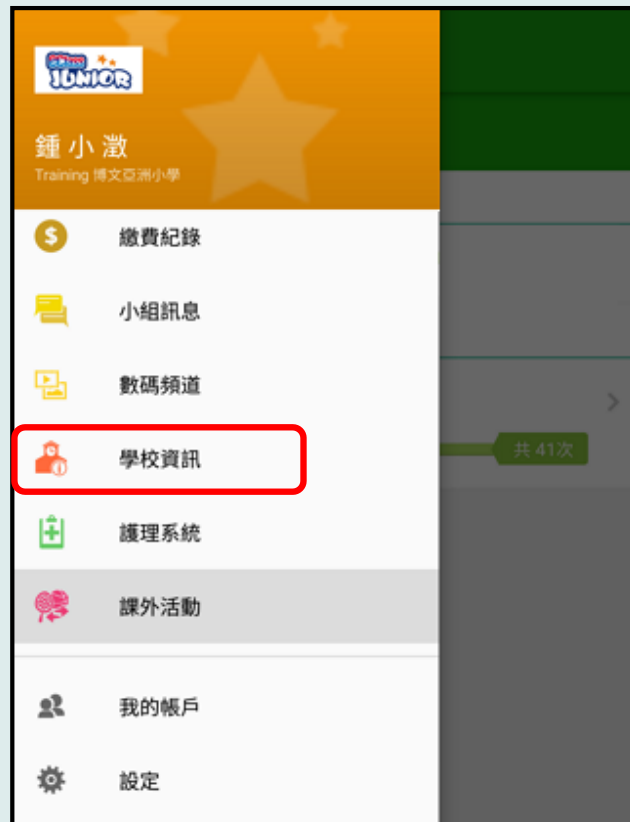 JUNIOR
鍾小澂
Training 博文亞洲小學
繳費紀錄
小組訊息
數碼頻道
學校資訊
共 41次
護理系統
課外活動
我的帳戶
設定